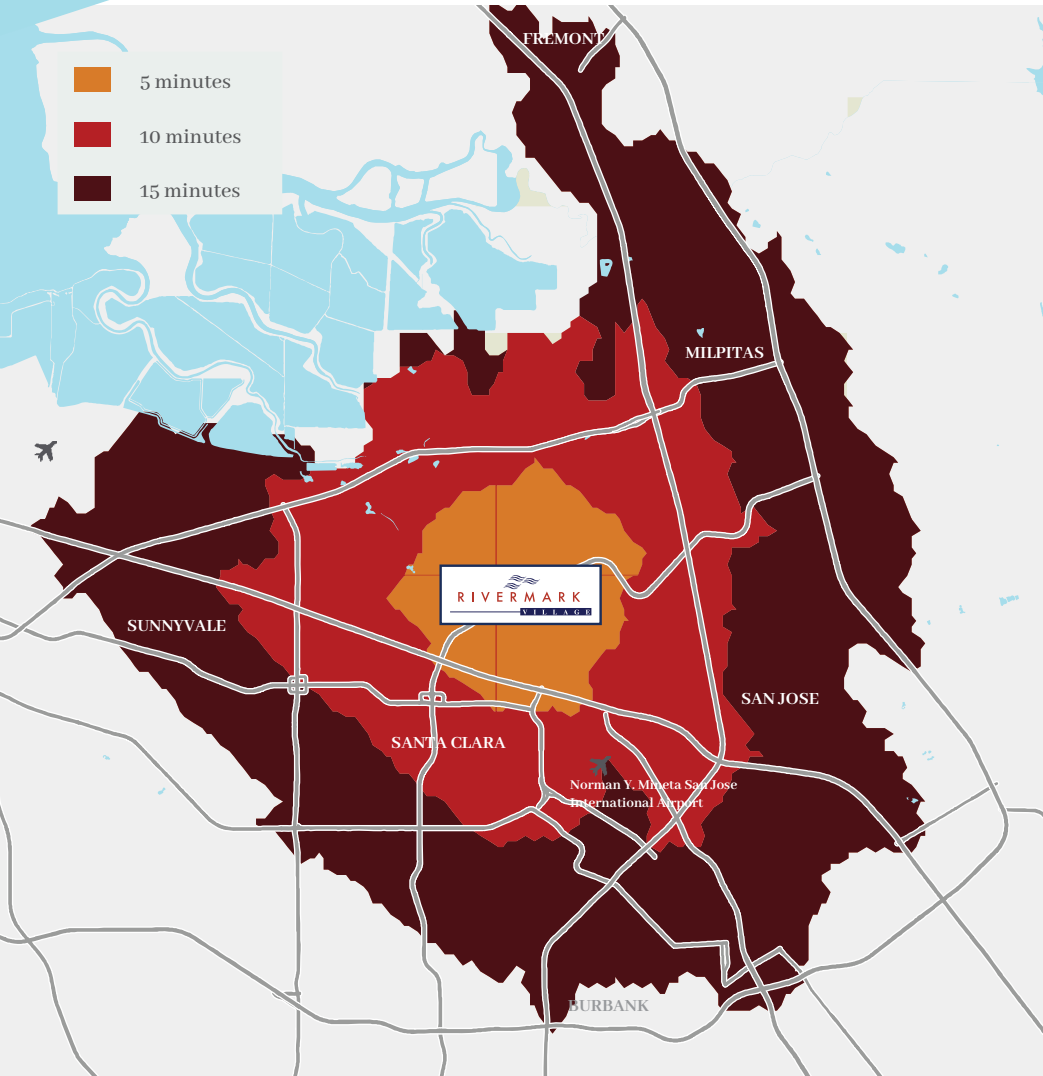 FREMONT
5 minutes
10 minutes
15 minutes
MILPITAS
RIVERMARK
VILLAGE
SUNNYVALE
SAN JOSE
SANTA CLARA
Norman Y. Mineta San Jose
International Airport
BURBANK